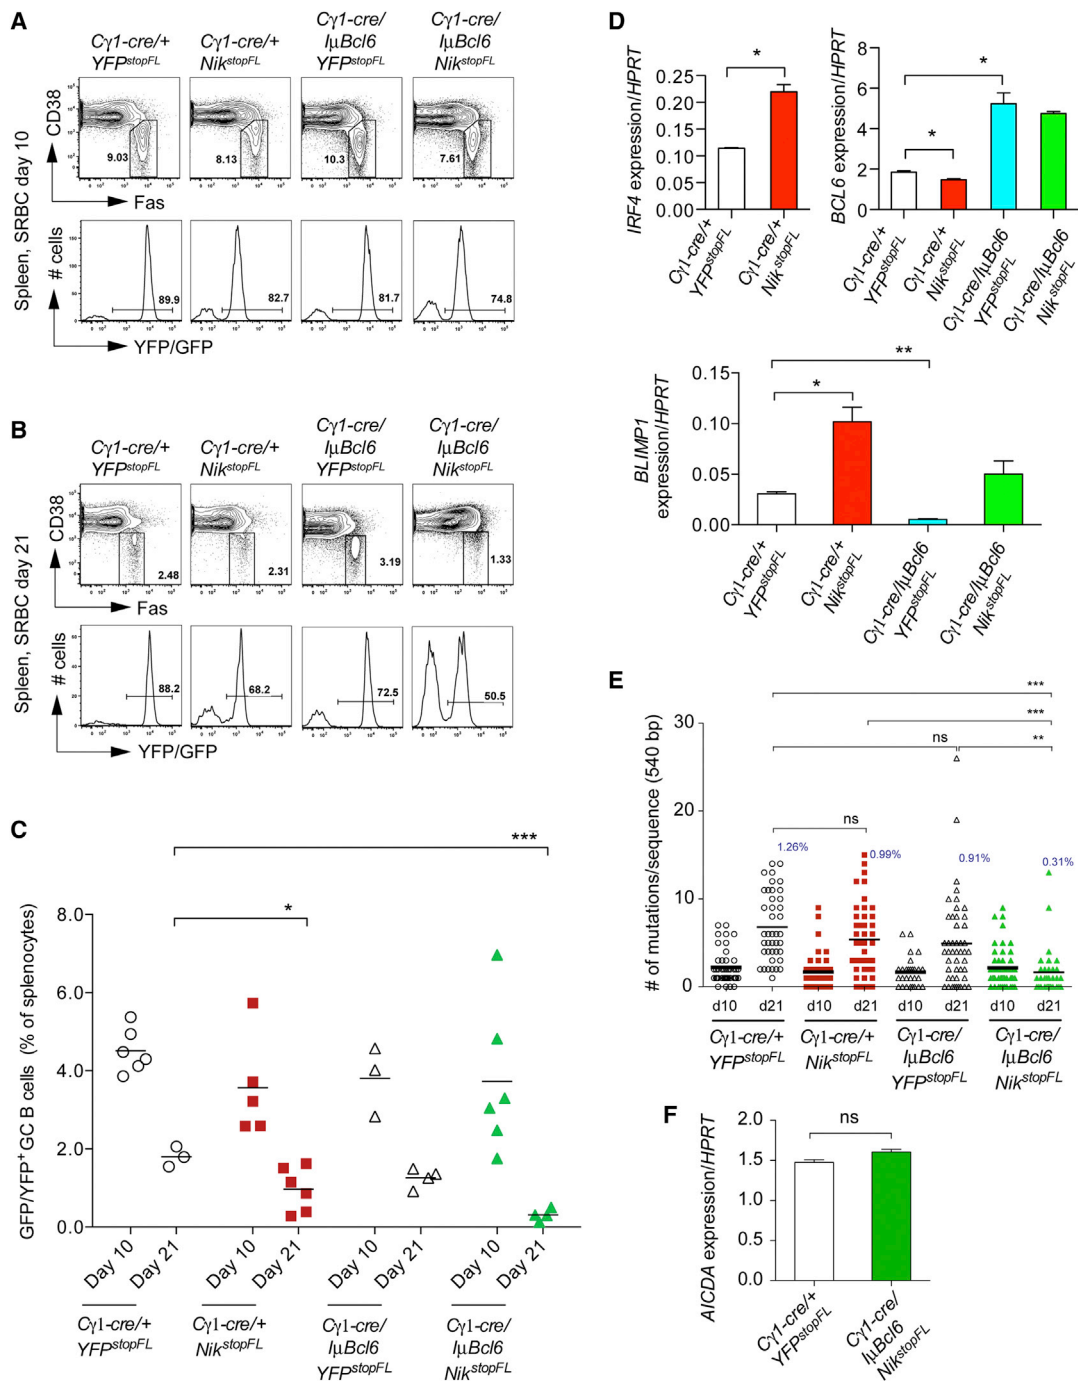 A
Cγ1-cre/+
YFPstopFL
Cγ1-cre/+
NikstopFL
Cγ1-cre/
IμBcl6
YFPstopFL
Cγ1-cre/
IμBcl6
NikstopFL
Spleen, SRBC day 10
CD38
9.03
8.13
10.3
7.61
Fas
# cells
150
100
50
0
89.9
82.7
81.7
74.8
YFP/GFP
B
Cγ1-cre/+
YFPstopFL
Cγ1-cre/+
NikstopFL
Cγ1-cre/
IμBcl6
YFPstopFL
Cγ1-cre/
IμBcl6
NikstopFL
Spleen, SRBC day 21
CD38
2.48
2.31
3.19
1.33
Fas
# cells
60
40
20
0
88.2
68.2
72.5
50.5
YFP/GFP
C
GFP/YFP+ GC B cells (% of splenocytes)
8.0
6.0
4.0
2.0
0.0
***
*
Day 10
Day 21
Day 10
Day 21
Day 10
Day 21
Day 10
Day 21
Cγ1-cre/+
YFPstopFL
Cγ1-cre/+
NikstopFL
Cγ1-cre/
IμBcl6
YFPstopFL
Cγ1-cre/
IμBcl6
NikstopFL
D
IRF4 expression/HPRT
0.25
0.20
0.15
0.10
0.05
0.00
*
Cγ1-cre/+
YFPstopFL
Cγ1-cre/+
NikstopFL
BCL6 expression/HPRT
8
6
4
2
0
*
*
Cγ1-cre/+
YFPstopFL
Cγ1-cre/+
NikstopFL
Cγ1-cre/IμBcl6
YFPstopFL
Cγ1-cre/IμBcl6
NikstopFL
BLIMP1
expression/HPRT
0.15
0.10
0.05
0.00
**
*
Cγ1-cre/+
YFPstopFL
Cγ1-cre/+
NikstopFL
Cγ1-cre/IμBcl6
YFPstopFL
Cγ1-cre/IμBcl6
NikstopFL
E
# of mutations/sequence (540 bp)
30
20
10
0
***
***
ns
**
ns
1.26%
0.99%
0.91%
0.31%
d10
d21
d10
d21
d10
d21
d10
d21
Cγ1-cre/+
YFPstopFL
Cγ1-cre/+
NikstopFL
Cγ1-cre/
IμBcl6
YFPstopFL
Cγ1-cre/
IμBcl6
NikstopFL
F
AICDA expression/HPRT
2.0
1.5
1.0
0.5
0.0
ns
Cγ1-cre/+
YFPstopFL
Cγ1-cre/
IμBcl6
NikstopFL